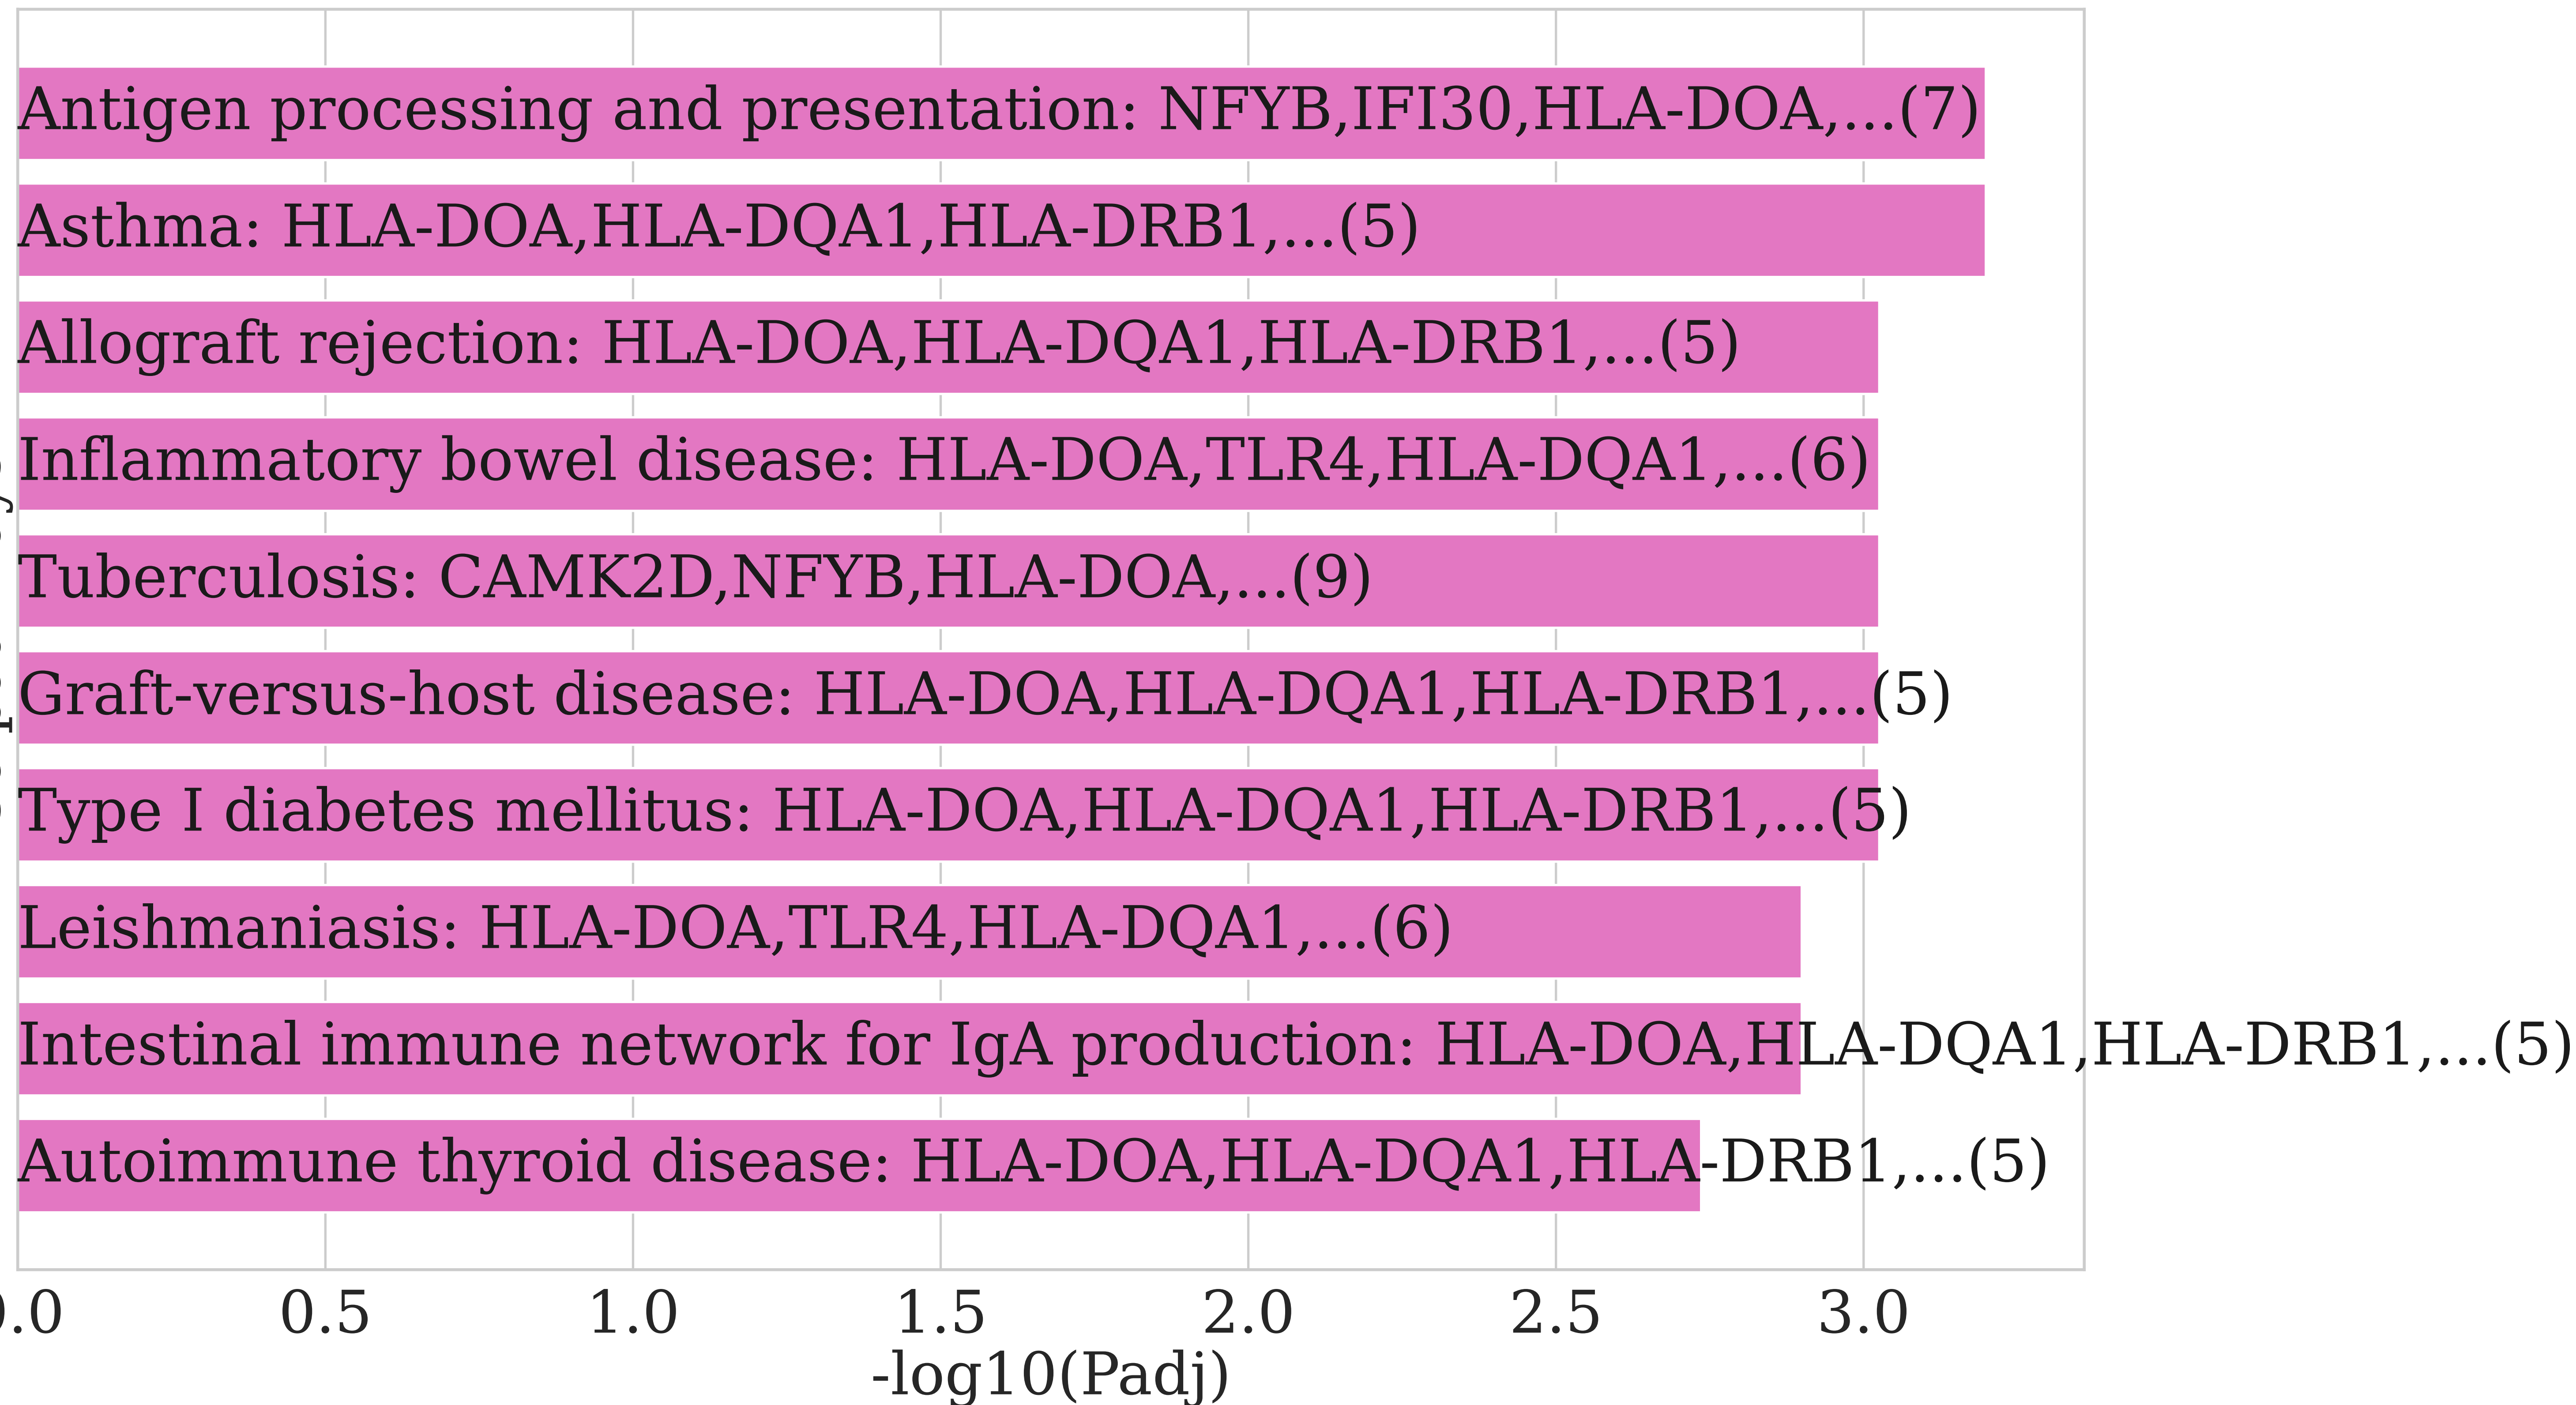 Antigen processing and presentation: NFYB,IFI30,HLA-DOA,...(7)
Asthma: HLA-DOA,HLA-DQA1,HLA-DRB1,...(5)
Allograft rejection: HLA-DOA,HLA-DQA1,HLA-DRB1,...(5)
Inflammatory bowel disease: HLA-DOA,TLR4,HLA-DQA1,...(6)
Tuberculosis: CAMK2D,NFYB,HLA-DOA,...(9)
Graft-versus-host disease: HLA-DOA,HLA-DQA1,HLA-DRB1,...(5)
Type I diabetes mellitus: HLA-DOA,HLA-DQA1,HLA-DRB1,...(5)
Leishmaniasis: HLA-DOA,TLR4,HLA-DQA1,...(6)
Intestinal immune network for IgA production: HLA-DOA,HLA-DQA1,HLA-DRB1,...(5)
Autoimmune thyroid disease: HLA-DOA,HLA-DQA1,HLA-DRB1,...(5)
0.0 0.5 1.0 1.5 2.0 2.5 3.0
-log10(Padj)